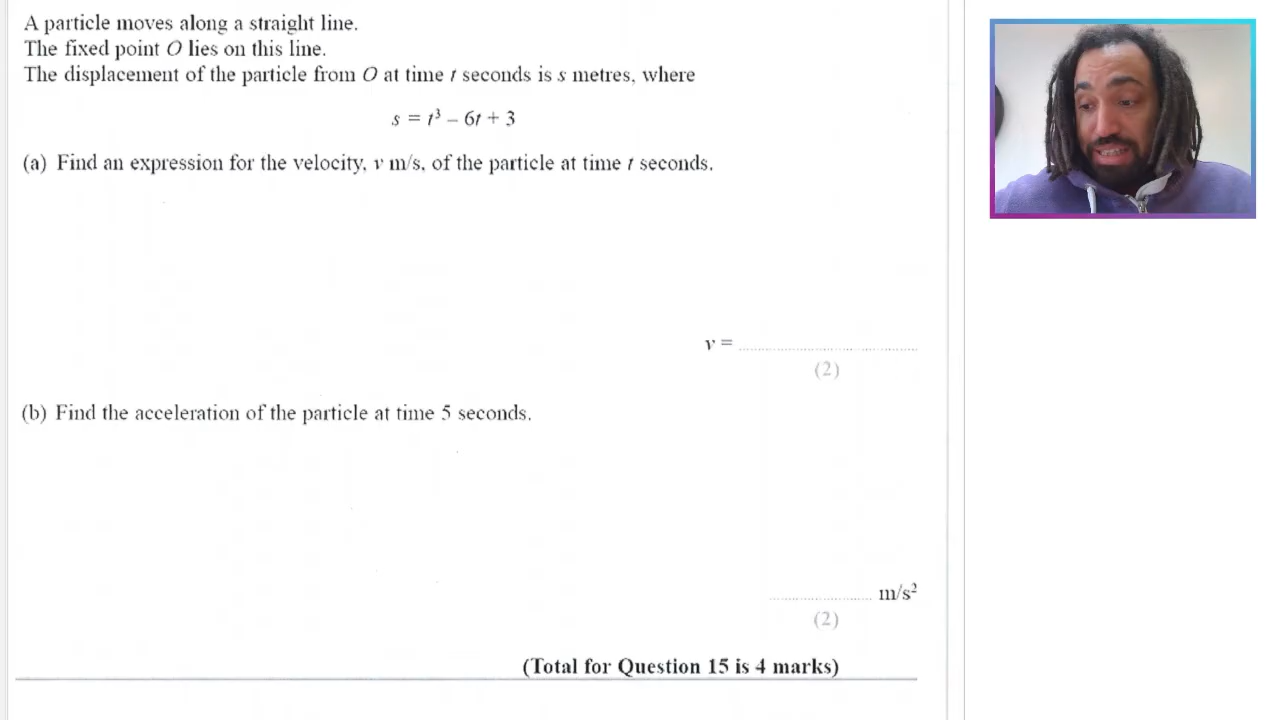 A particle moves along a straight line.
The fixed point O lies on this line.
The displacement of the particle from O at time t seconds is s metres, where
s = t³ – 6t + 3
(a) Find an expression for the velocity, v m/s, of the particle at time t seconds.
v = ..........................................................
(2)
(b) Find the acceleration of the particle at time 5 seconds.
................................. m/s²
(2)
(Total for Question 15 is 4 marks)